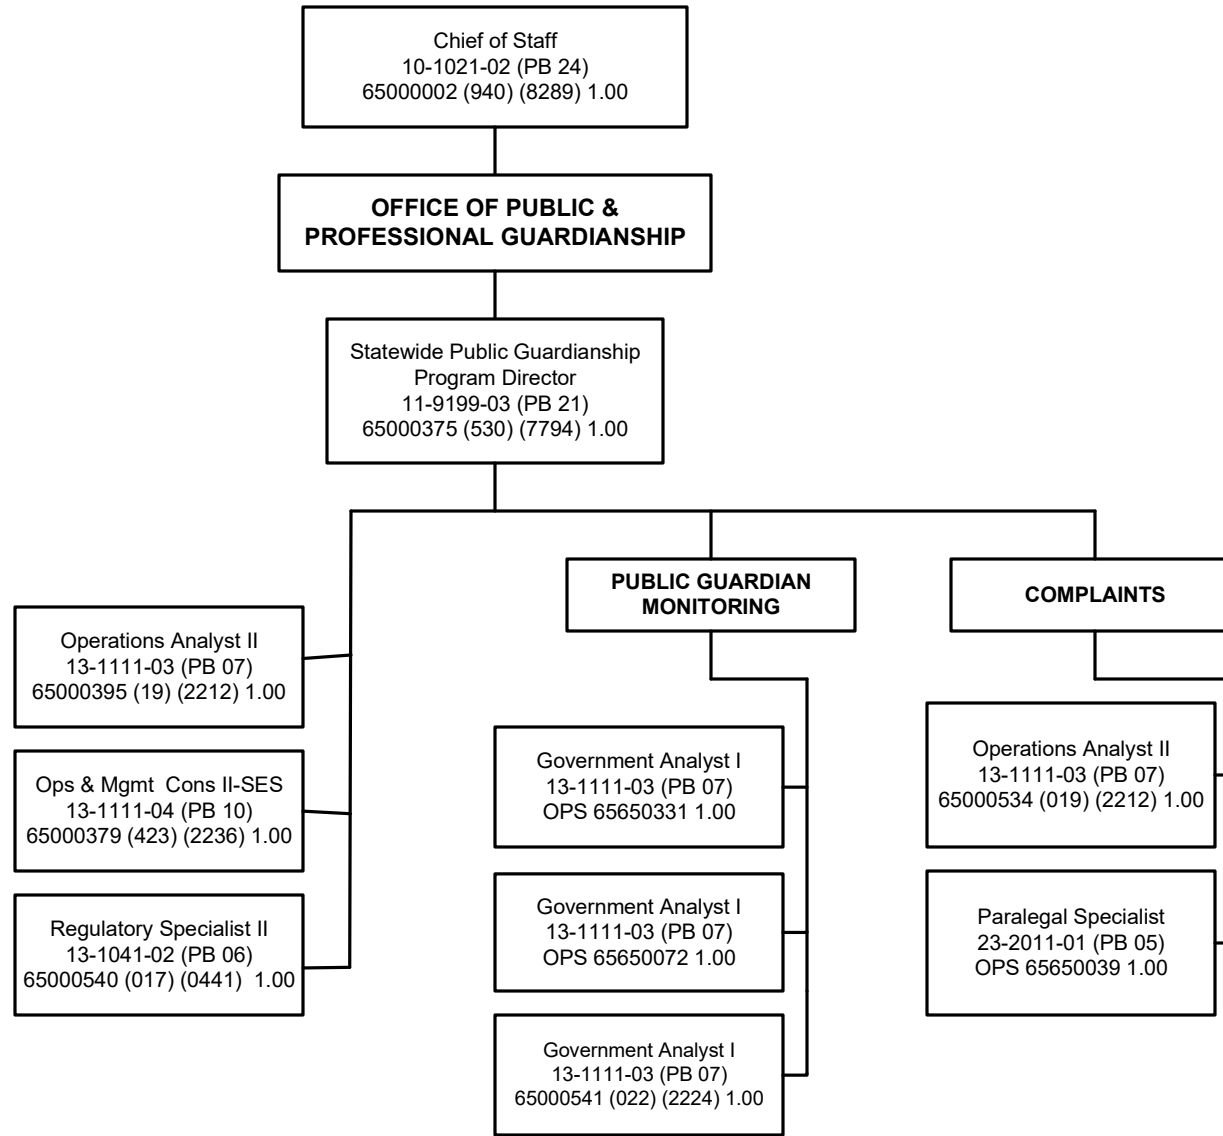 Chief of Staff
10-1021-02 (PB 24)
65000002 (940) (8289) 1.00
OFFICE OF PUBLIC &
PROFESSIONAL GUARDIANSHIP
Statewide Public Guardianship
Program Director
11-9199-03 (PB 21)
65000375 (530) (7794) 1.00
Operations Analyst II
13-1111-03 (PB 07)
65000395 (19) (2212) 1.00
Ops & Mgmt  Cons II-SES
13-1111-04 (PB 10)
65000379 (423) (2236) 1.00
Regulatory Specialist II
13-1041-02 (PB 06)
65000540 (017) (0441)  1.00
PUBLIC GUARDIAN
MONITORING
Government Analyst I
13-1111-03 (PB 07)
OPS 65650331 1.00
Government Analyst I
13-1111-03 (PB 07)
OPS 65650072 1.00
Government Analyst I
13-1111-03 (PB 07)
65000541 (022) (2224) 1.00
COMPLAINTS
Operations Analyst II
13-1111-03 (PB 07)
65000534 (019) (2212) 1.00
Paralegal Specialist
23-2011-01 (PB 05)
OPS 65650039 1.00